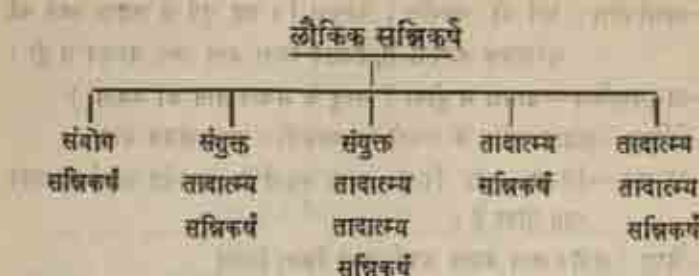 लौकिक सन्निकर्ष
संयोग संयुक्त संयुक्त तादात्म्य तादात्म्य
सन्निकर्ष तादात्म्य तादात्म्य सन्निकर्ष तादात्म्य
सन्निकर्ष तादात्म्य सन्निकर्ष
सन्निकर्ष